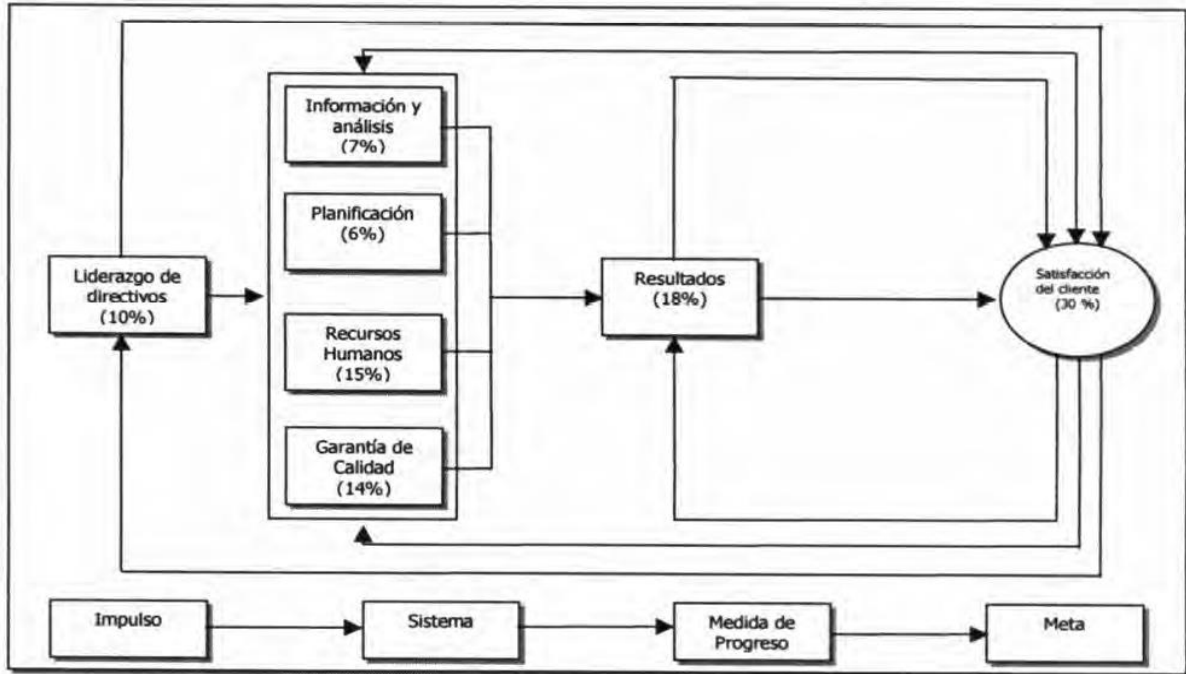 Información y
análisis
(7%)
Planificación
(6%)
Liderazgo de
directivos
(10%)
Recursos
Humanos
(15%)
Garantía de
Calidad
(14%)
Resultados
(18%)
Satisfacción
del cliente
(30 %)
Impulso
Sistema
Medida de
Progreso
Meta